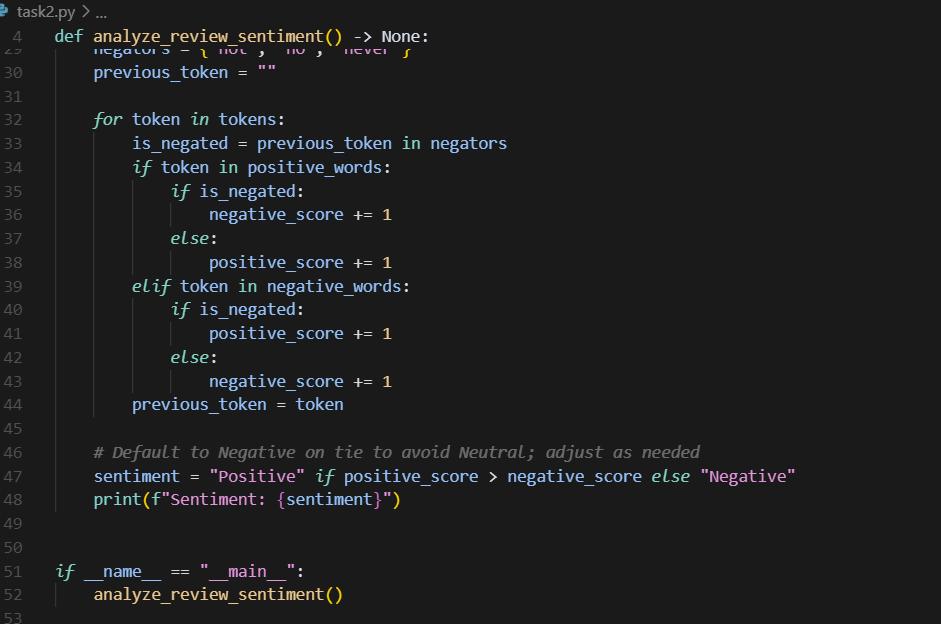 task2.py > ...
4 def analyze_review_sentiment() -> None:
29 negators = {"not", "no", "never"}
30 previous_token = ""
31
32 for token in tokens:
33 is_negated = previous_token in negators
34 if token in positive_words:
35 if is_negated:
36 negative_score += 1
37 else:
38 positive_score += 1
39 elif token in negative_words:
40 if is_negated:
41 positive_score += 1
42 else:
43 negative_score += 1
44 previous_token = token
45
46 # Default to Negative on tie to avoid Neutral; adjust as needed
47 sentiment = "Positive" if positive_score > negative_score else "Negative"
48 print(f"Sentiment: {sentiment}")
49
50
51 if __name__ == "__main__":
52 analyze_review_sentiment()
53